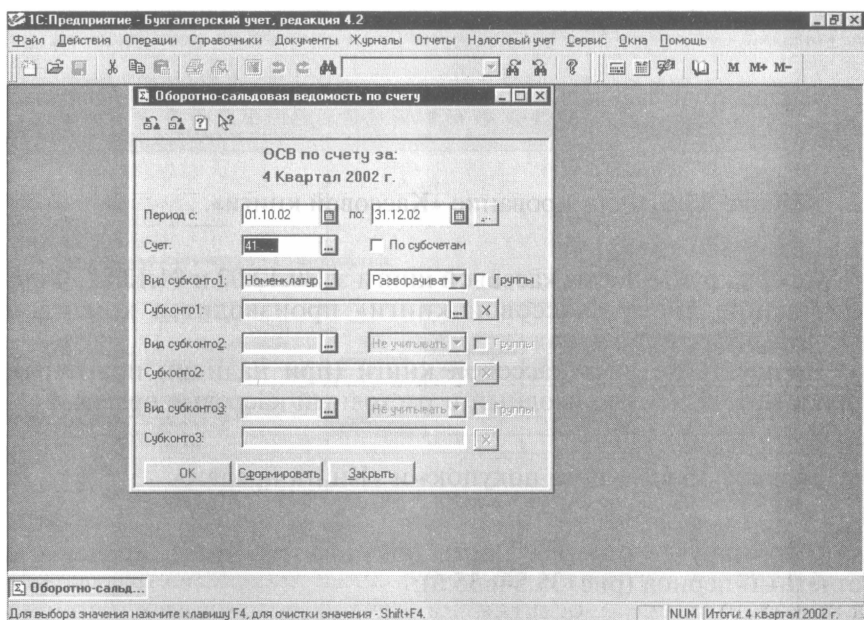 1С:Предприятие - Бухгалтерский учет, редакция 4.2
Файл Действия Операции Справочники Документы Журналы Отчеты Налоговый учет Сервис Окна Помощь
М М+ М-
Оборотно-сальдовая ведомость по счету
ОСВ по счету за:
4 Квартал 2002 г.
Период с: 01.10.02 по: 31.12.02 ...
Счет: 41. ... По субсчетам
Вид субконто1: Номенклатур ... Разворачиват Группы
Субконто1: ...
Вид субконто2: ... Не учитывать Группы
Субконто2:
Вид субконто3: ... Не учитывать Группы
Субконто3:
OK Сформировать Закрыть
Оборотно-сальд...
Для выбора значения нажмите клавишу F4, для очистки значения - Shift+F4. NUM Итоги: 4 квартал 2002 г.